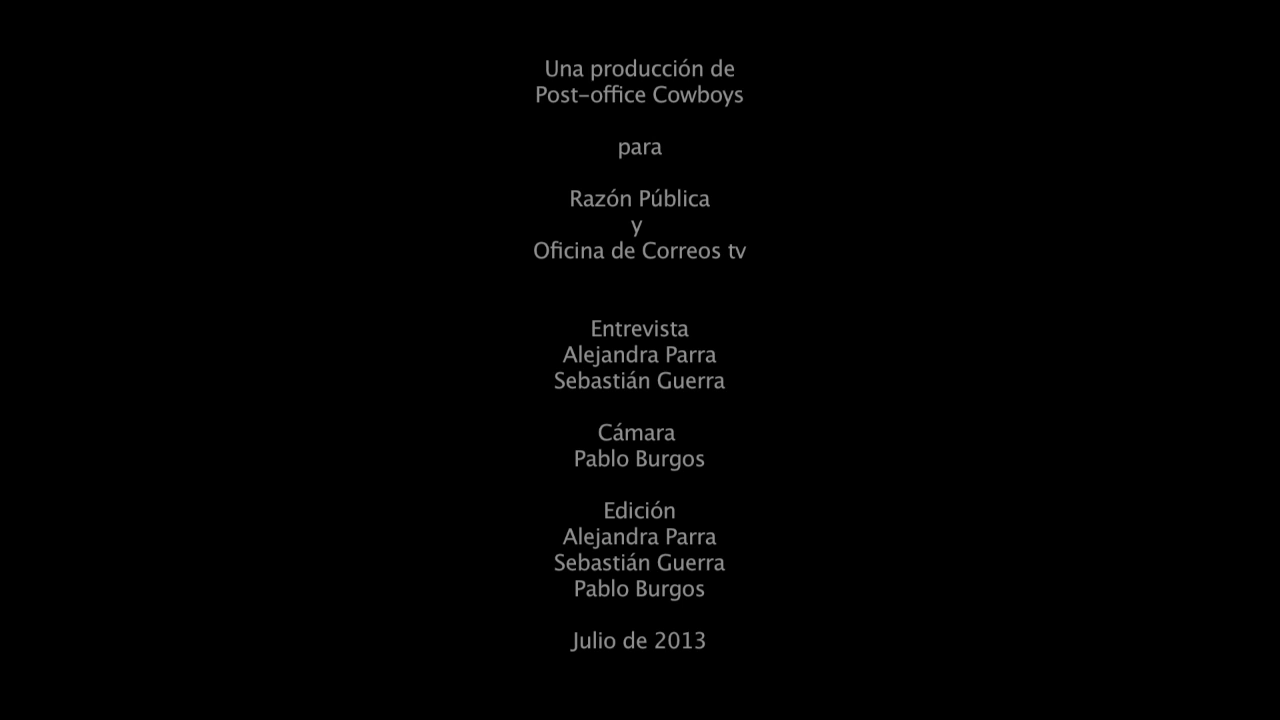 Una producción de
Post-office Cowboys
para
Razón Pública
y
Oficina de Correos tv
Entrevista
Alejandra Parra
Sebastián Guerra
Cámara
Pablo Burgos
Edición
Alejandra Parra
Sebastián Guerra
Pablo Burgos
Julio de 2013